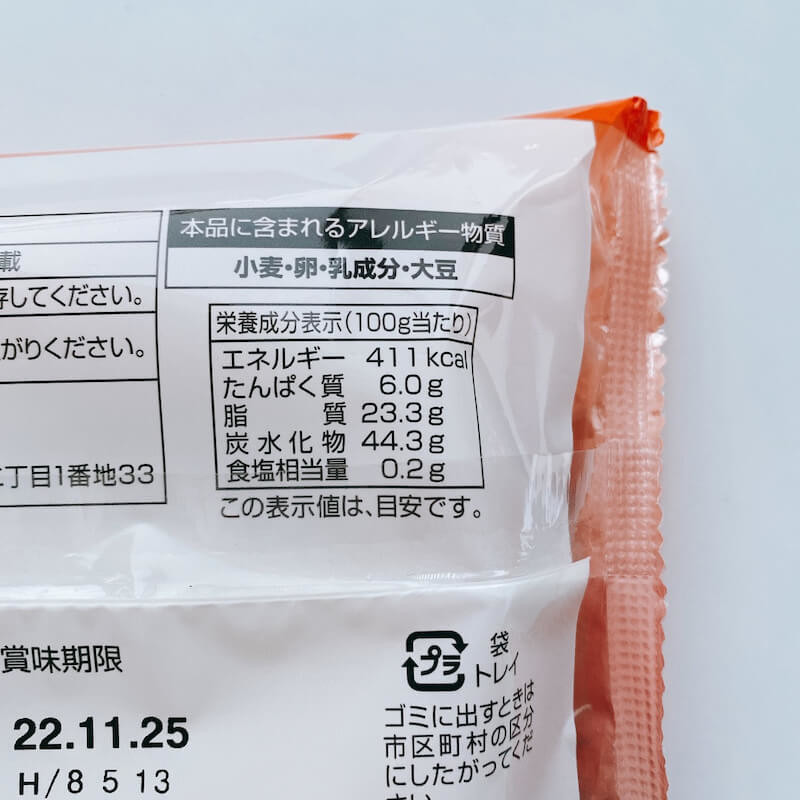 載
存してください。
がりください。
二丁目1番地33
本品に含まれるアレルギー物質
小麦・卵・乳成分・大豆
栄養成分表示(100g当たり)
エネルギー 411kcal
たんぱく質 6.0g
脂質 23.3g
炭水化物 44.3g
食塩相当量 0.2g
この表示値は、目安です。
賞味期限
22.11.25
H/8 5 13
プラ
袋
トレイ
ゴミに出すときは
市区町村の区分
にしたがってくだ
さい。